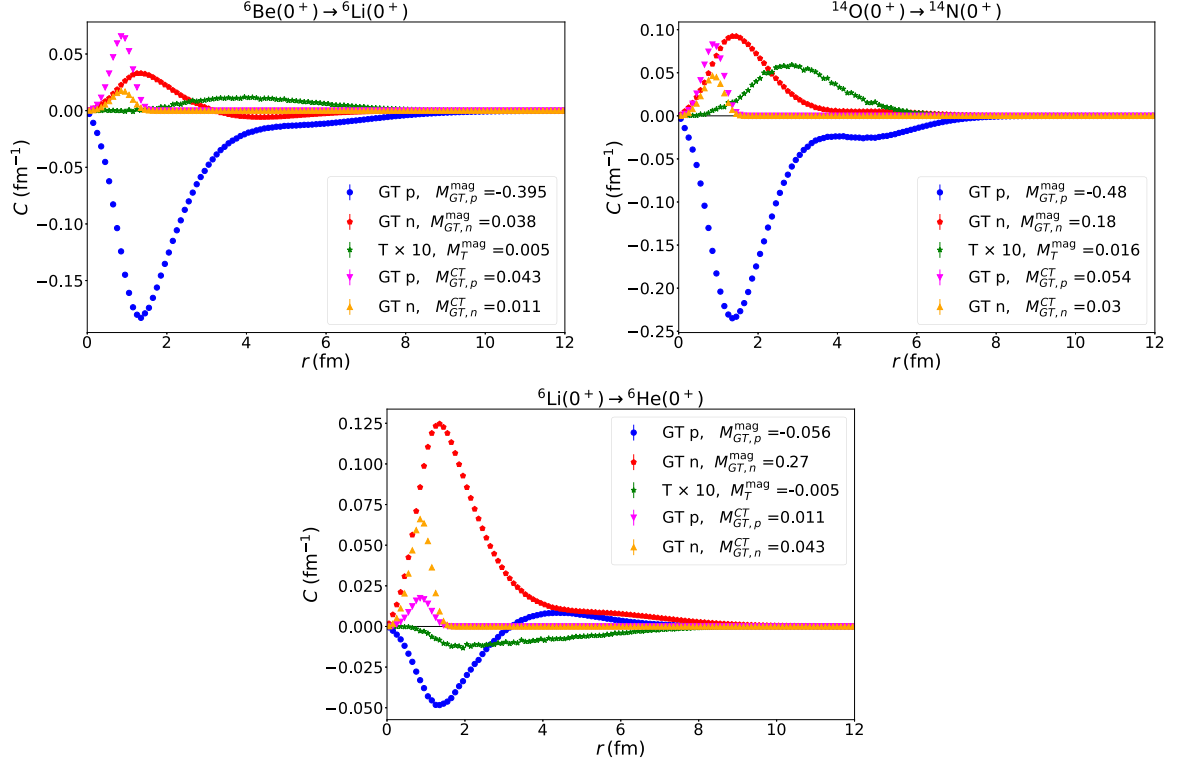 ⁶Be(0⁺) → ⁶Li(0⁺)
C (fm⁻¹)
0.05
0.00
−0.05
−0.10
−0.15
GT p, M^mag_GT,p =-0.395
GT n, M^mag_GT,n =0.038
T × 10, M^mag_T =0.005
GT p, M^CT_GT,p =0.043
GT n, M^CT_GT,n =0.011
0 2 4 6 8 10 12
r (fm)
¹⁴O(0⁺) → ¹⁴N(0⁺)
C (fm⁻¹)
0.10
0.05
0.00
−0.05
−0.10
−0.15
−0.20
−0.25
GT p, M^mag_GT,p =-0.48
GT n, M^mag_GT,n =0.18
T × 10, M^mag_T =0.016
GT p, M^CT_GT,p =0.054
GT n, M^CT_GT,n =0.03
0 2 4 6 8 10 12
r (fm)
⁶Li(0⁺) → ⁶He(0⁺)
C (fm⁻¹)
0.125
0.100
0.075
0.050
0.025
0.000
−0.025
−0.050
GT p, M^mag_GT,p =-0.056
GT n, M^mag_GT,n =0.27
T × 10, M^mag_T =-0.005
GT p, M^CT_GT,p =0.011
GT n, M^CT_GT,n =0.043
0 2 4 6 8 10 12
r (fm)